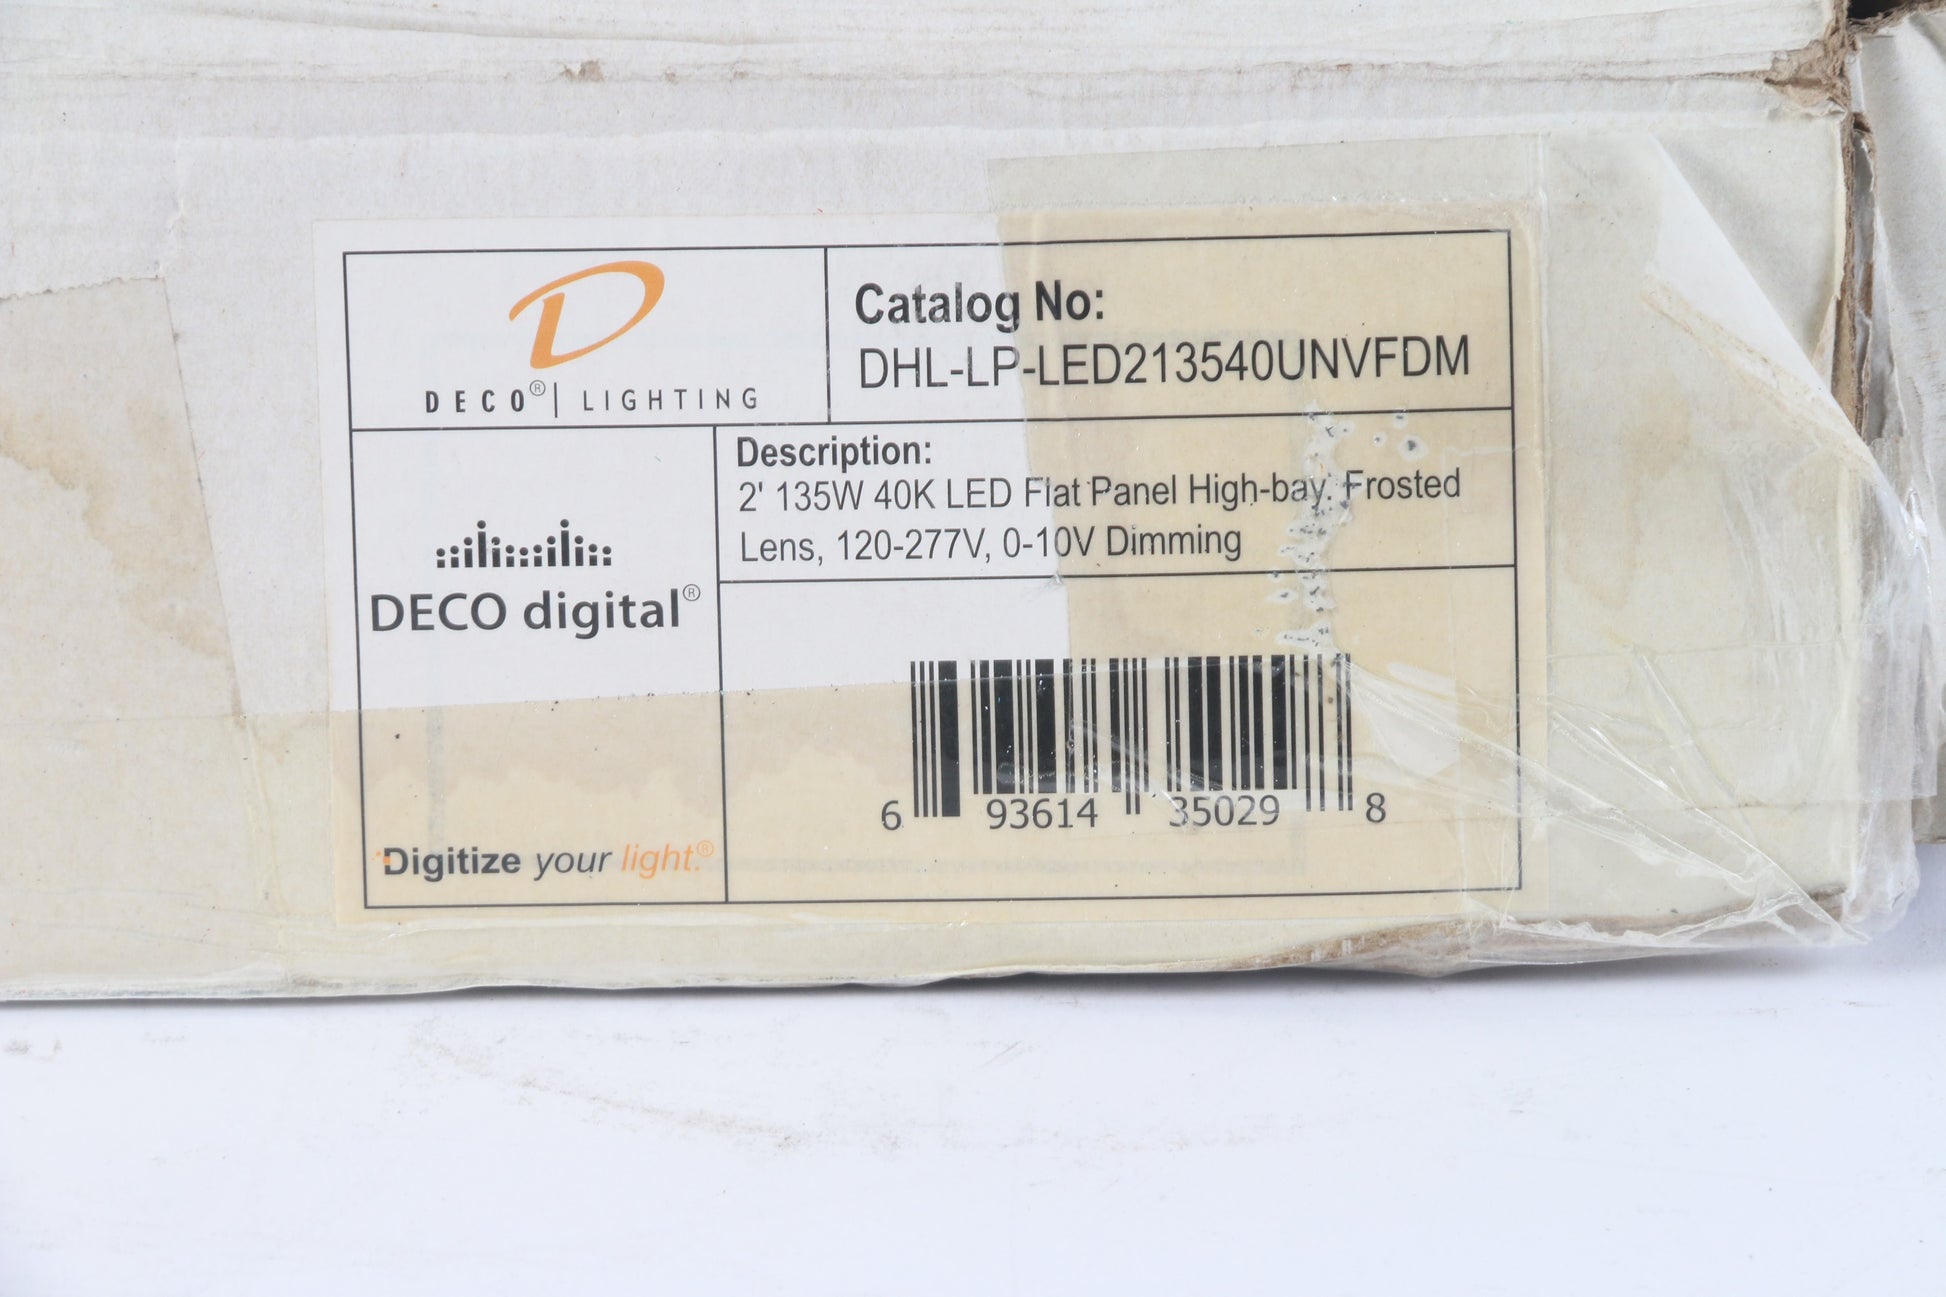 DECO® | LIGHTING
Catalog No:
DHL-LP-LED213540UNVFDM
DECO digital®
Digitize your light.®
Description:
2' 135W 40K LED Flat Panel High-bay. Frosted
Lens, 120-277V, 0-10V Dimming
6 93614 35029 8